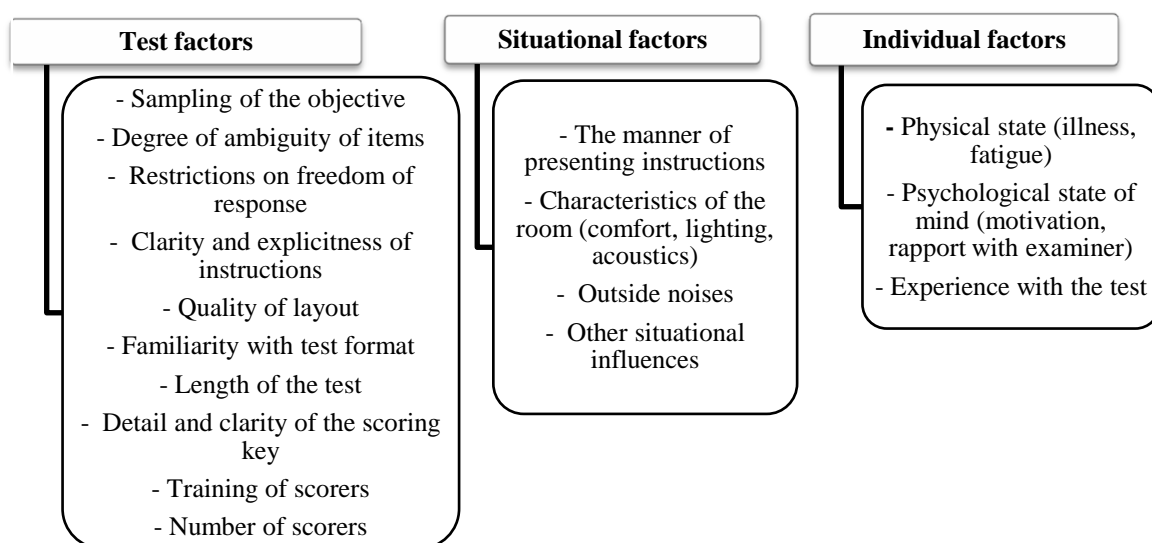 Test factors
- Sampling of the objective
- Degree of ambiguity of items
- Restrictions on freedom of
response
- Clarity and explicitness of
instructions
- Quality of layout
- Familiarity with test format
- Length of the test
- Detail and clarity of the scoring
key
- Training of scorers
- Number of scorers
Situational factors
- The manner of
presenting instructions
- Characteristics of the
room (comfort, lighting,
acoustics)
- Outside noises
- Other situational
influences
Individual factors
- Physical state (illness,
fatigue)
- Psychological state of
mind (motivation,
rapport with examiner)
- Experience with the test